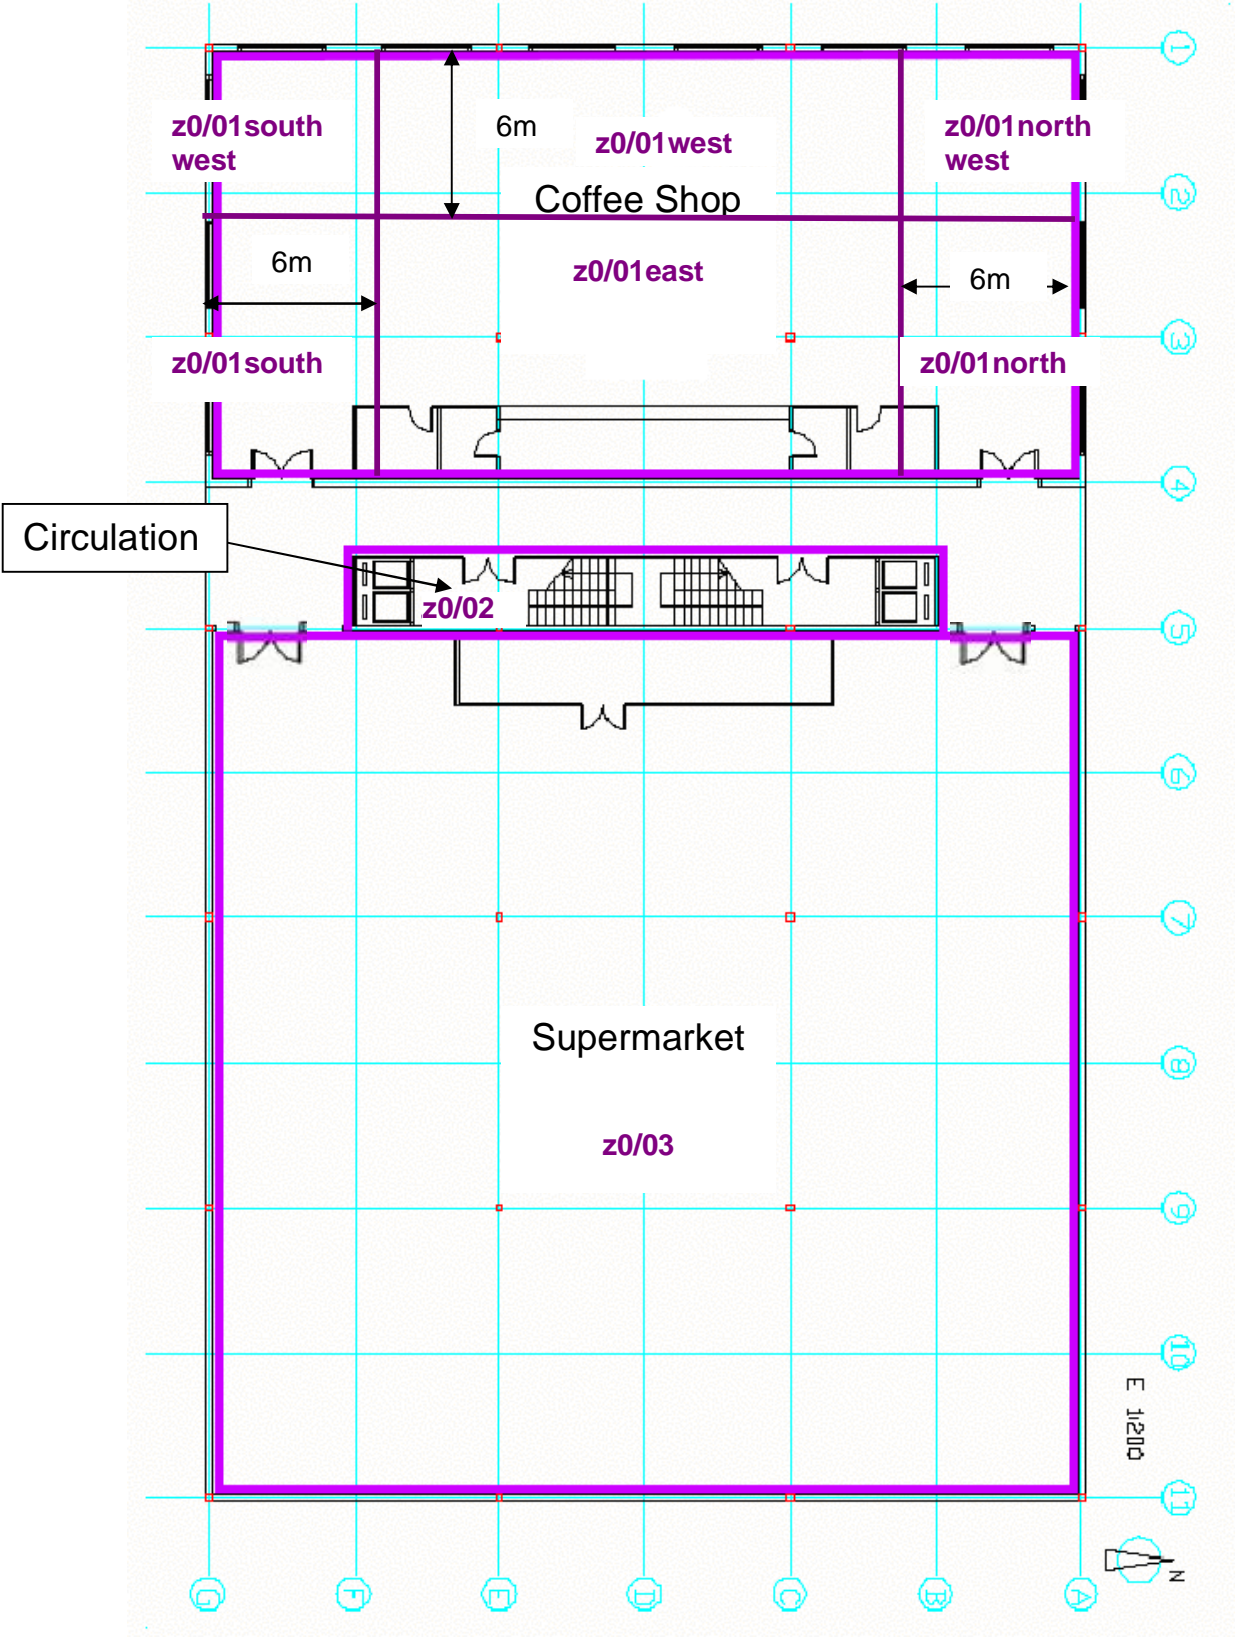 1
z0/01south
west
6m
z0/01west
z0/01north
west
2
Coffee Shop
6m
z0/01east
6m
3
z0/01south
z0/01north
4
Circulation
z0/02
5
6
7
Supermarket
8
z0/03
9
10
E 1:200
11
N
G
F
E
D
C
B
A